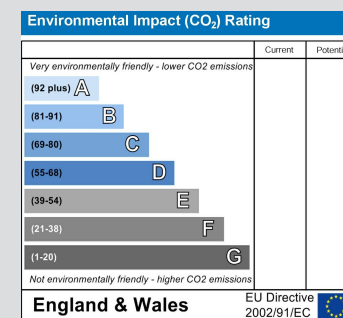 Environmental Impact (CO₂) Rating
Current Potenti
Very environmentally friendly - lower CO2 emissions
(92 plus) A
(81-91) B
(69-80) C
(55-68) D
(39-54) E
(21-38) F
(1-20) G
Not environmentally friendly - higher CO2 emissions
England & Wales
EU Directive
2002/91/EC